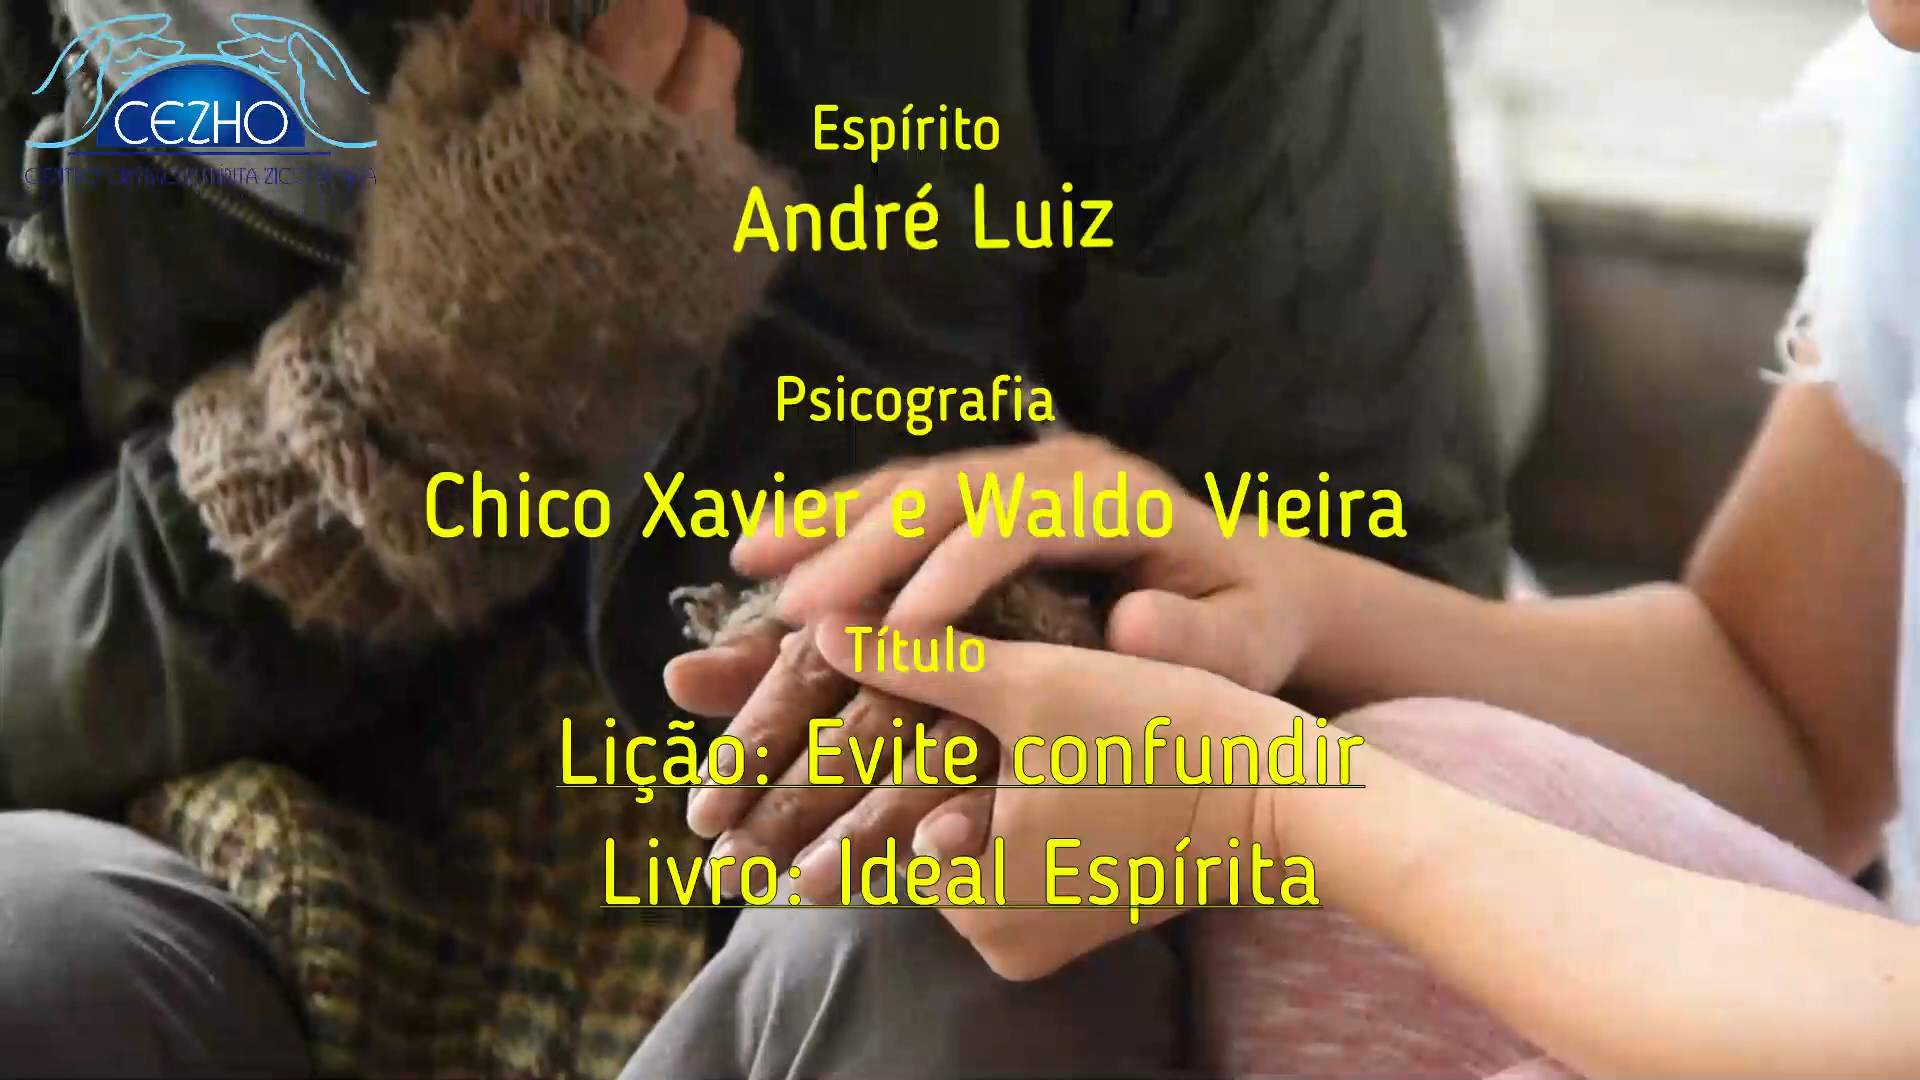 CEZHO
Espírito
André Luiz
Psicografia
Chico Xavier e Waldo Vieira
Título
Lição: Evite confundir
Livro: Ideal Espírita